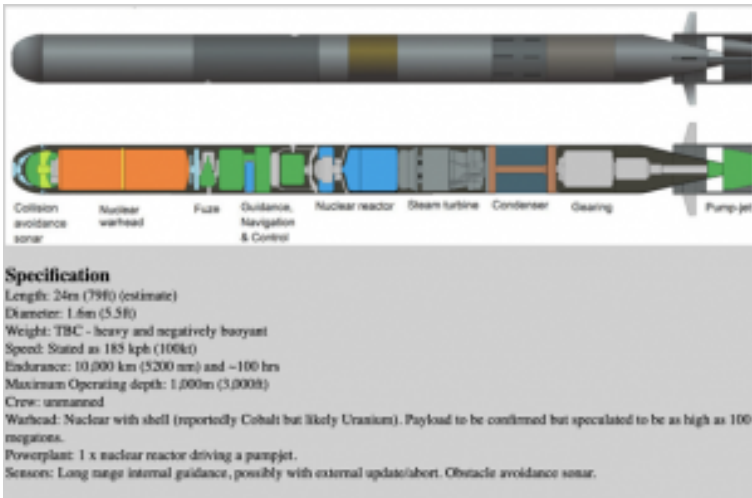 Collision Nuclear Fuze Guidance, Nuclear reactor Steam turbine Condenser Gearing Pump-jet
avoidance warhead Navigation
sonar & Control
Specification
Length: 24m (79ft) (estimate)
Diameter: 1.6m (5.5ft)
Weight: TBC - heavy and negatively buoyant
Speed: Stated as 185 kph (100kt)
Endurance: 10,000 km (5200 nm) and ~100 hrs
Maximum Operating depth: 1,000m (3,000ft)
Crew: unmanned
Warhead: Nuclear with shell (reportedly Cobalt but likely Uranium). Payload to be confirmed but speculated to be as high as 100
megatons.
Powerplant: 1 x nuclear reactor driving a pumpjet.
Sensors: Long range internal guidance, possibly with external update/abort. Obstacle avoidance sonar.